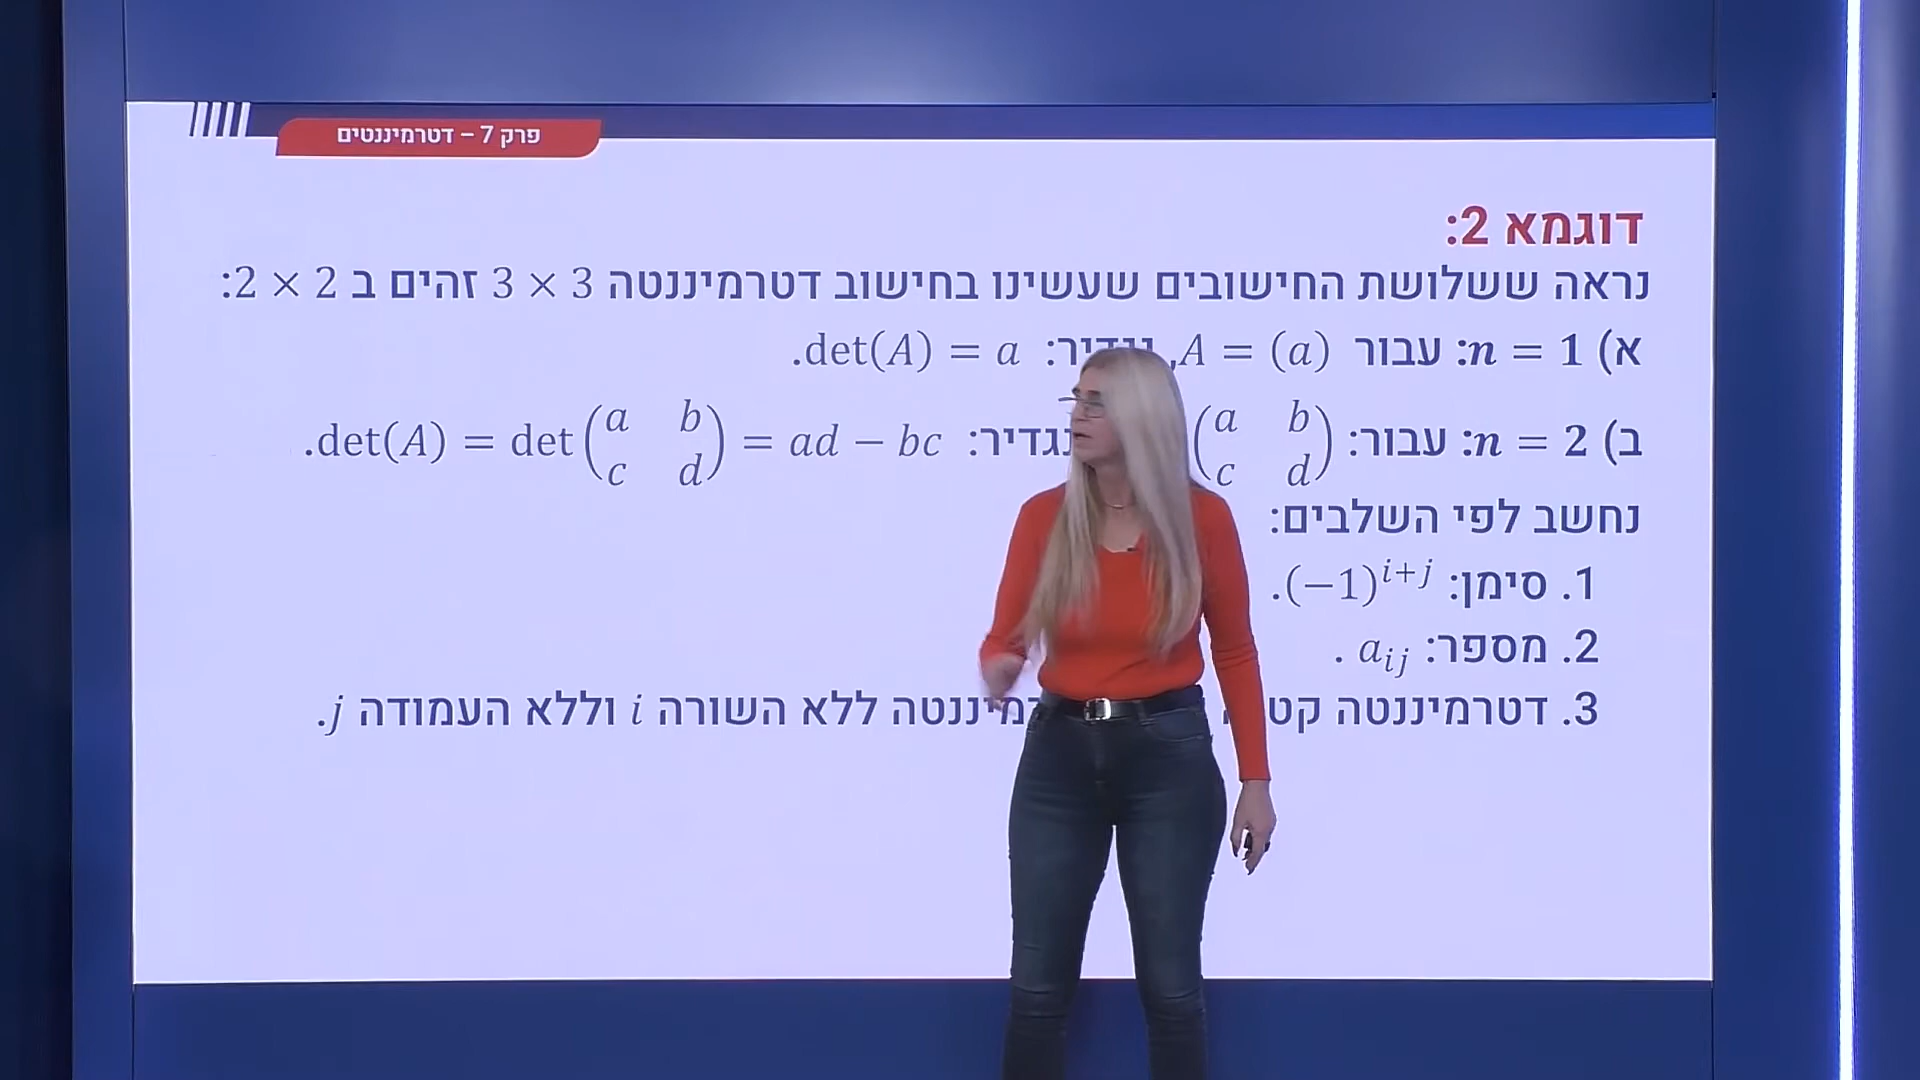 פרק 7 – דטרמיננטים
דוגמא 2:
נראה ששלושת החישובים שעשינו בחישוב דטרמיננטה 3 × 3 זהים ב 2 × 2:
א) n = 1: עבור A = (a), det(A) = a.
ב) n = 2: עבור: (a b c d) נגדיר: det(A) = det(a b c d) = ad − bc.
נחשב לפי השלבים:
1. סימן: (−1)^{i+j}.
2. מספר: a_{ij} .
3. דטרמיננטה ללא השורה i וללא העמודה j.